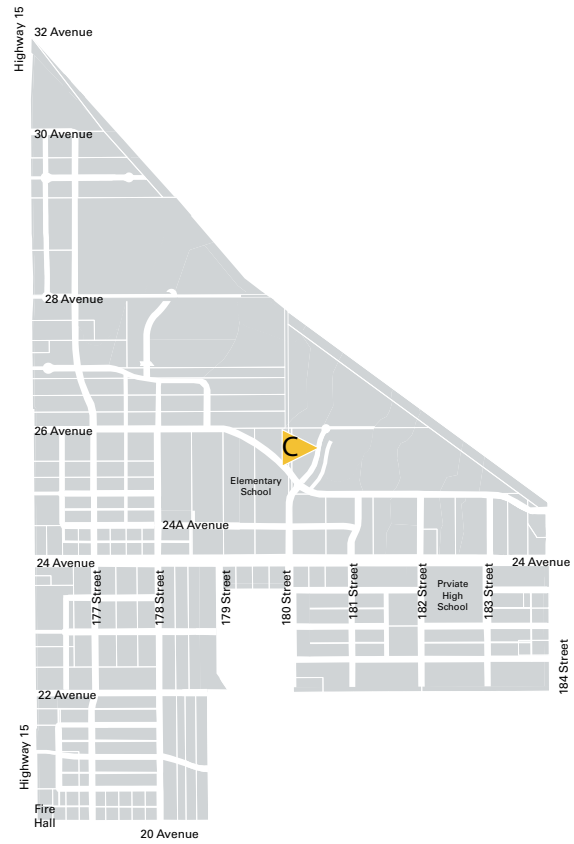 Highway 15
32 Avenue
30 Avenue
28 Avenue
26 Avenue
C
Elementary
School
24A Avenue
24 Avenue
24 Avenue
177 Street
178 Street
179 Street
180 Street
181 Street
182 Street
Prviate
High
School
183 Street
184 Street
22 Avenue
Highway 15
Fire
Hall
20 Avenue